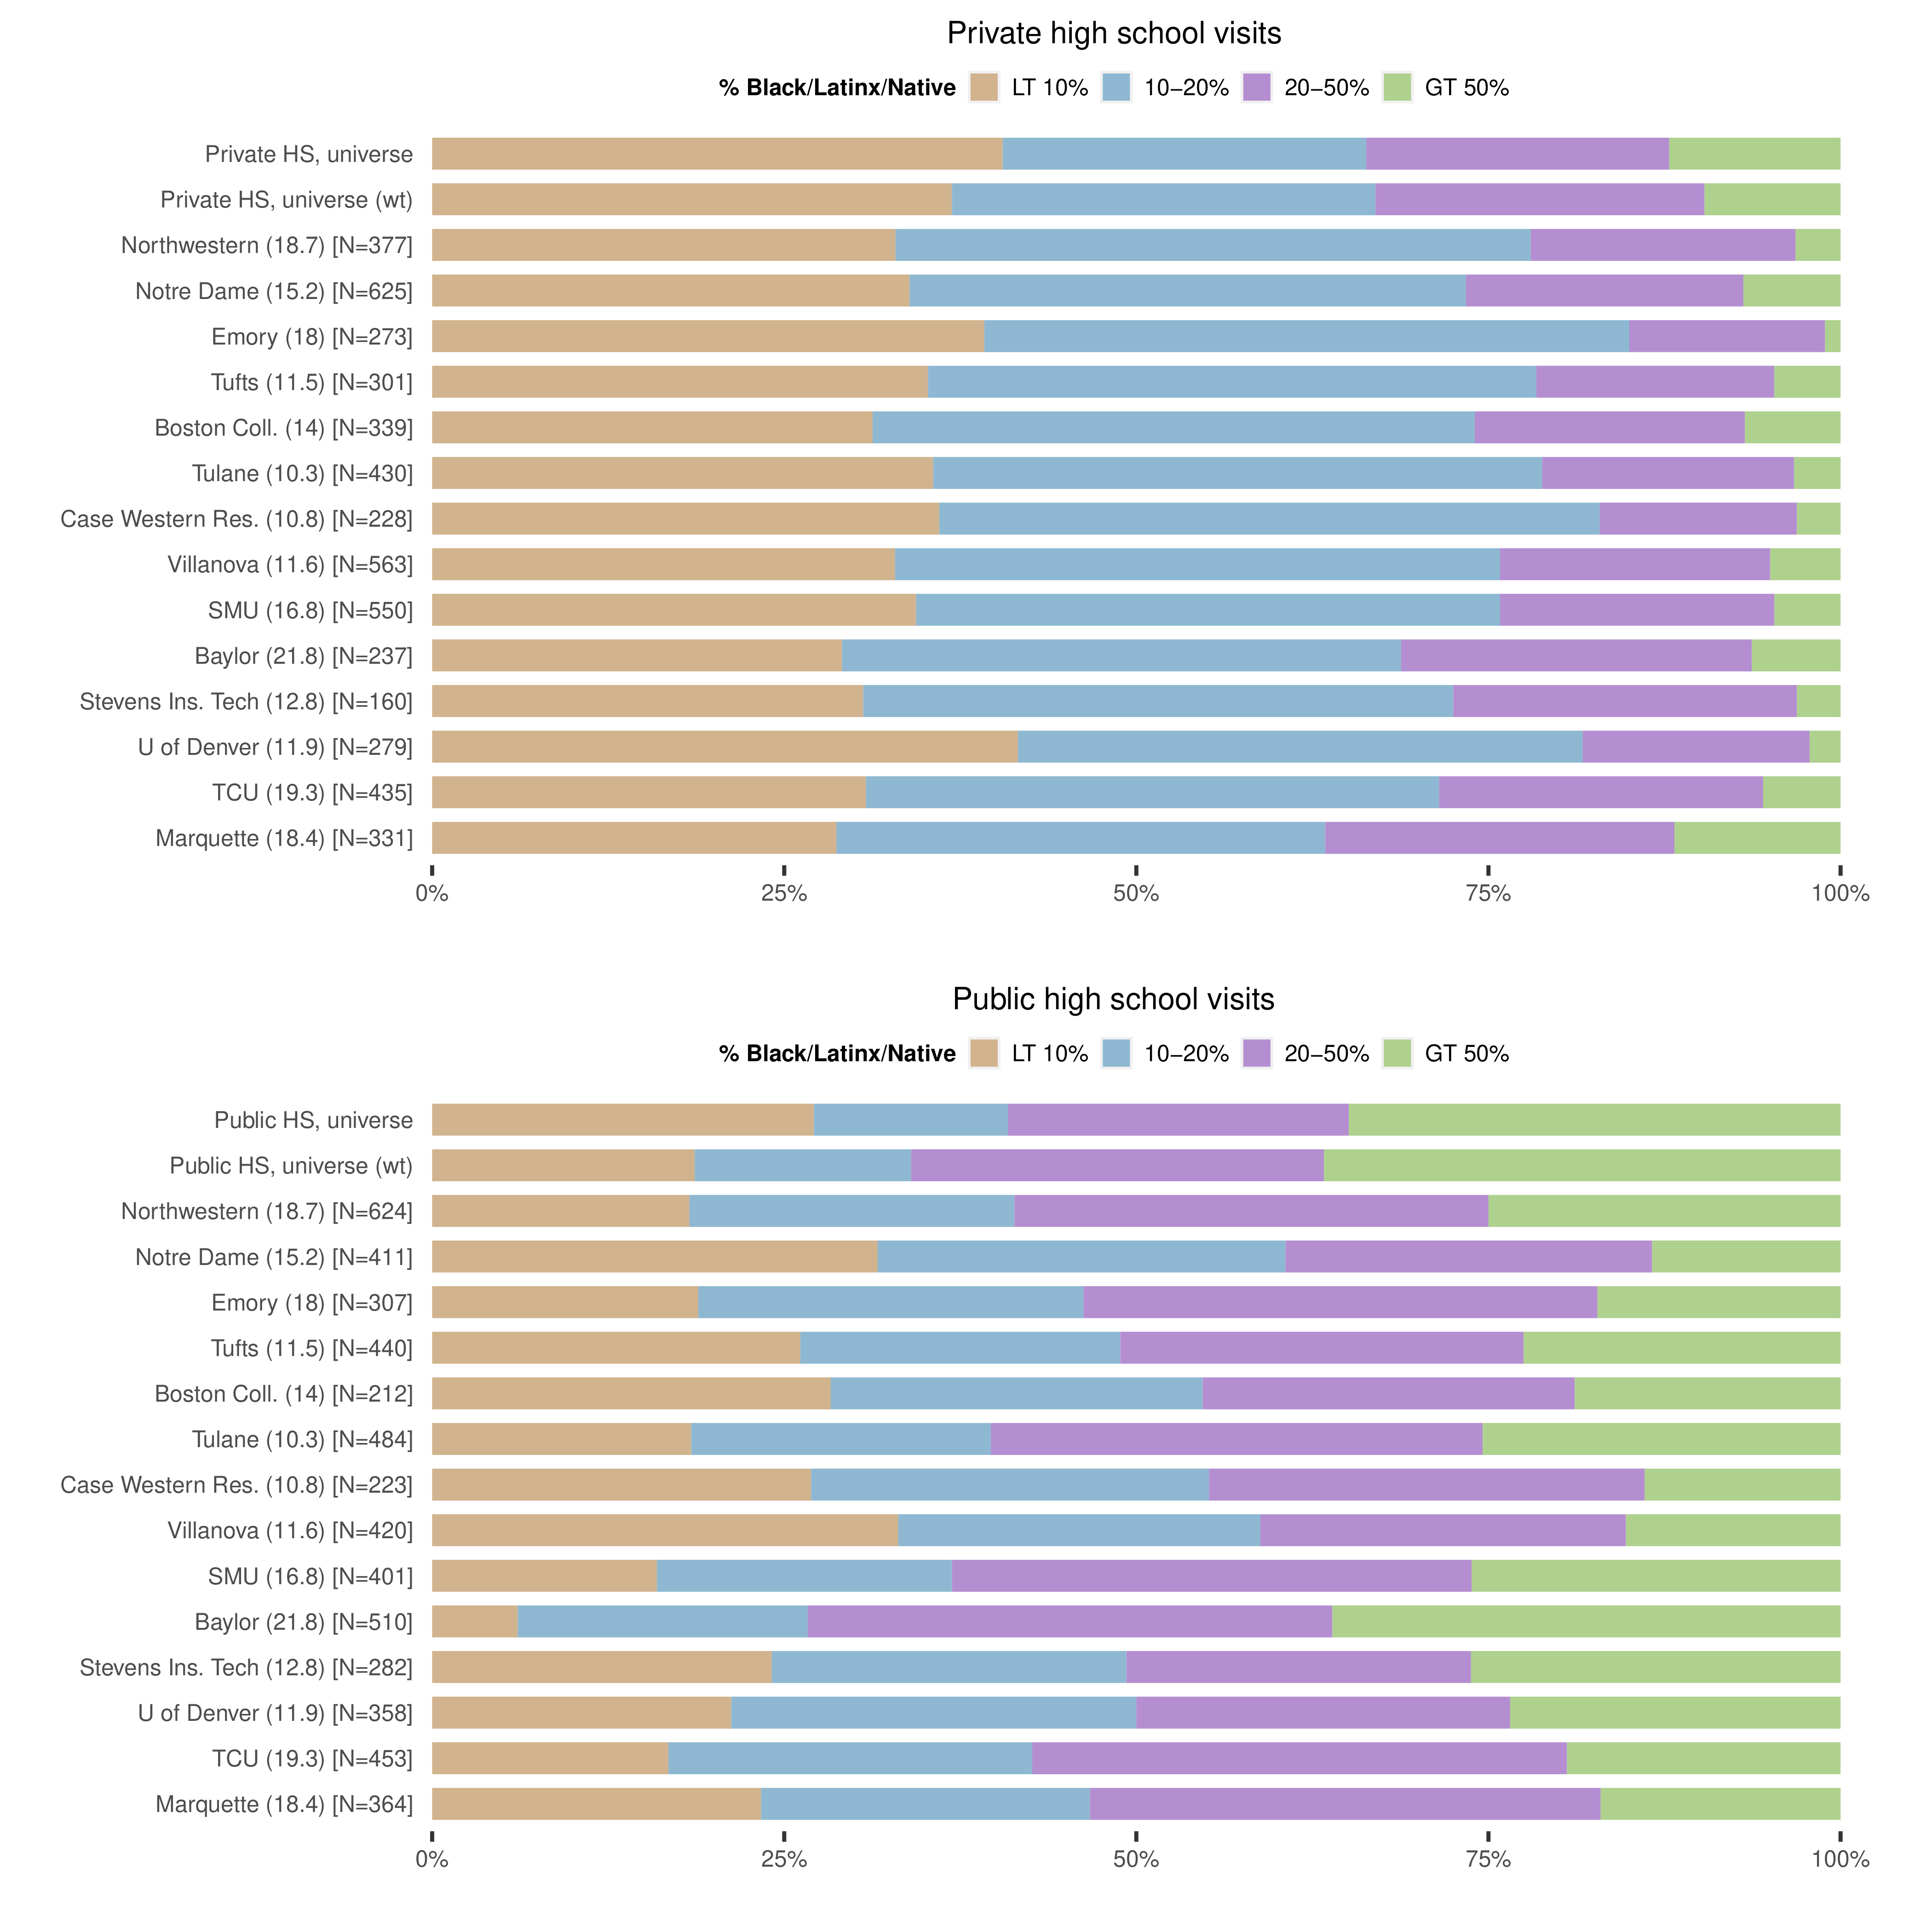 Private high school visits
% Black/Latinx/Native LT 10% 10–20% 20–50% GT 50%
Private HS, universe
Private HS, universe (wt)
Northwestern (18.7) [N=377]
Notre Dame (15.2) [N=625]
Emory (18) [N=273]
Tufts (11.5) [N=301]
Boston Coll. (14) [N=339]
Tulane (10.3) [N=430]
Case Western Res. (10.8) [N=228]
Villanova (11.6) [N=563]
SMU (16.8) [N=550]
Baylor (21.8) [N=237]
Stevens Ins. Tech (12.8) [N=160]
U of Denver (11.9) [N=279]
TCU (19.3) [N=435]
Marquette (18.4) [N=331]
0% 25% 50% 75% 100%
Public high school visits
% Black/Latinx/Native LT 10% 10–20% 20–50% GT 50%
Public HS, universe
Public HS, universe (wt)
Northwestern (18.7) [N=624]
Notre Dame (15.2) [N=411]
Emory (18) [N=307]
Tufts (11.5) [N=440]
Boston Coll. (14) [N=212]
Tulane (10.3) [N=484]
Case Western Res. (10.8) [N=223]
Villanova (11.6) [N=420]
SMU (16.8) [N=401]
Baylor (21.8) [N=510]
Stevens Ins. Tech (12.8) [N=282]
U of Denver (11.9) [N=358]
TCU (19.3) [N=453]
Marquette (18.4) [N=364]
0% 25% 50% 75% 100%